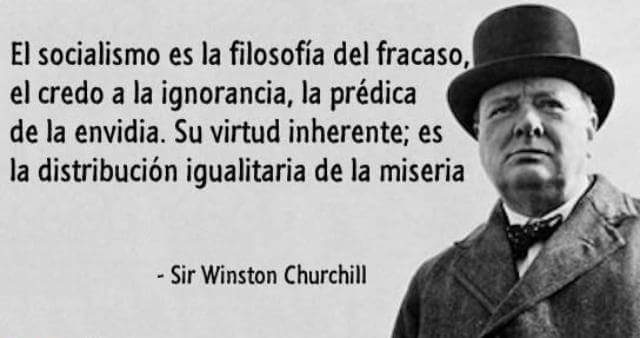 El socialismo es la filosofía del fracaso,
el credo a la ignorancia, la prédica
de la envidia. Su virtud inherente; es
la distribución igualitaria de la miseria
- Sir Winston Churchill